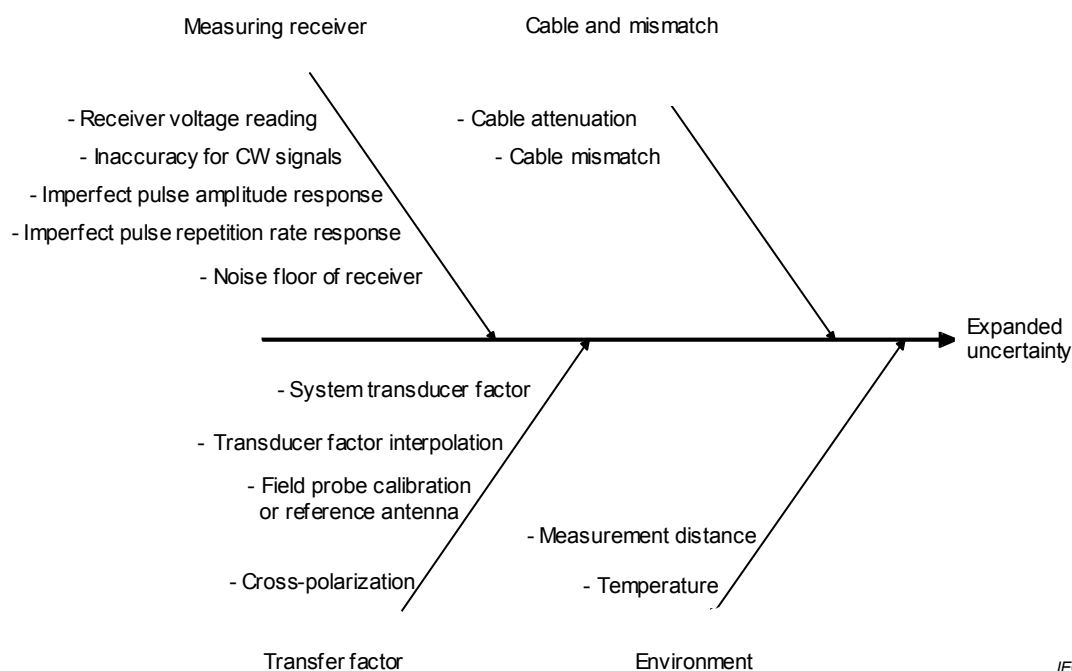 Measuring receiver
Cable and mismatch
- Receiver voltage reading
- Inaccuracy for CW signals
- Imperfect pulse amplitude response
- Imperfect pulse repetition rate response
- Noise floor of receiver
- Cable attenuation
- Cable mismatch
Expanded
uncertainty
- System transducer factor
- Transducer factor interpolation
- Field probe calibration
or reference antenna
- Cross-polarization
- Measurement distance
- Temperature
Transfer factor
Environment